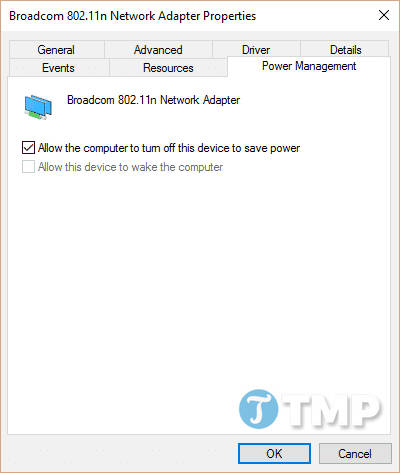 Broadcom 802.11n Network Adapter Properties
General Advanced Driver Details
Events Resources Power Management
Broadcom 802.11n Network Adapter
Allow the computer to turn off this device to save power
Allow this device to wake the computer
T TMP
OK Cancel